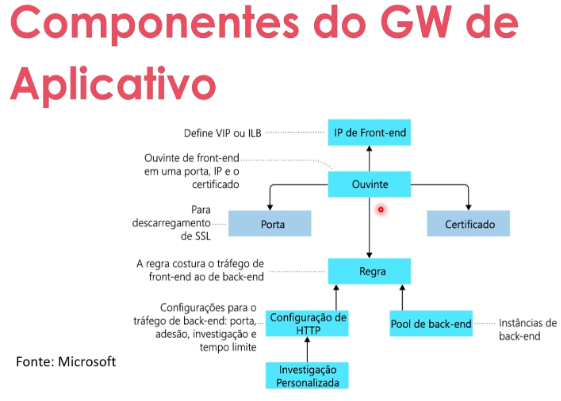 Componentes do GW de
Aplicativo
Define VIP ou ILB
IP de Front-end
Ouvinte de front-end
em uma porta, IP e o
certificado
Ouvinte
Para
descarregamento
de SSL
Porta
Certificado
A regra costura o tráfego de
front-end ao de back-end
Regra
Configurações para o
tráfego de back-end: porta,
adesão, investigação e
tempo limite
Configuração de
HTTP
Pool de back-end
Instâncias de
back-end
Investigação
Personalizada
Fonte: Microsoft